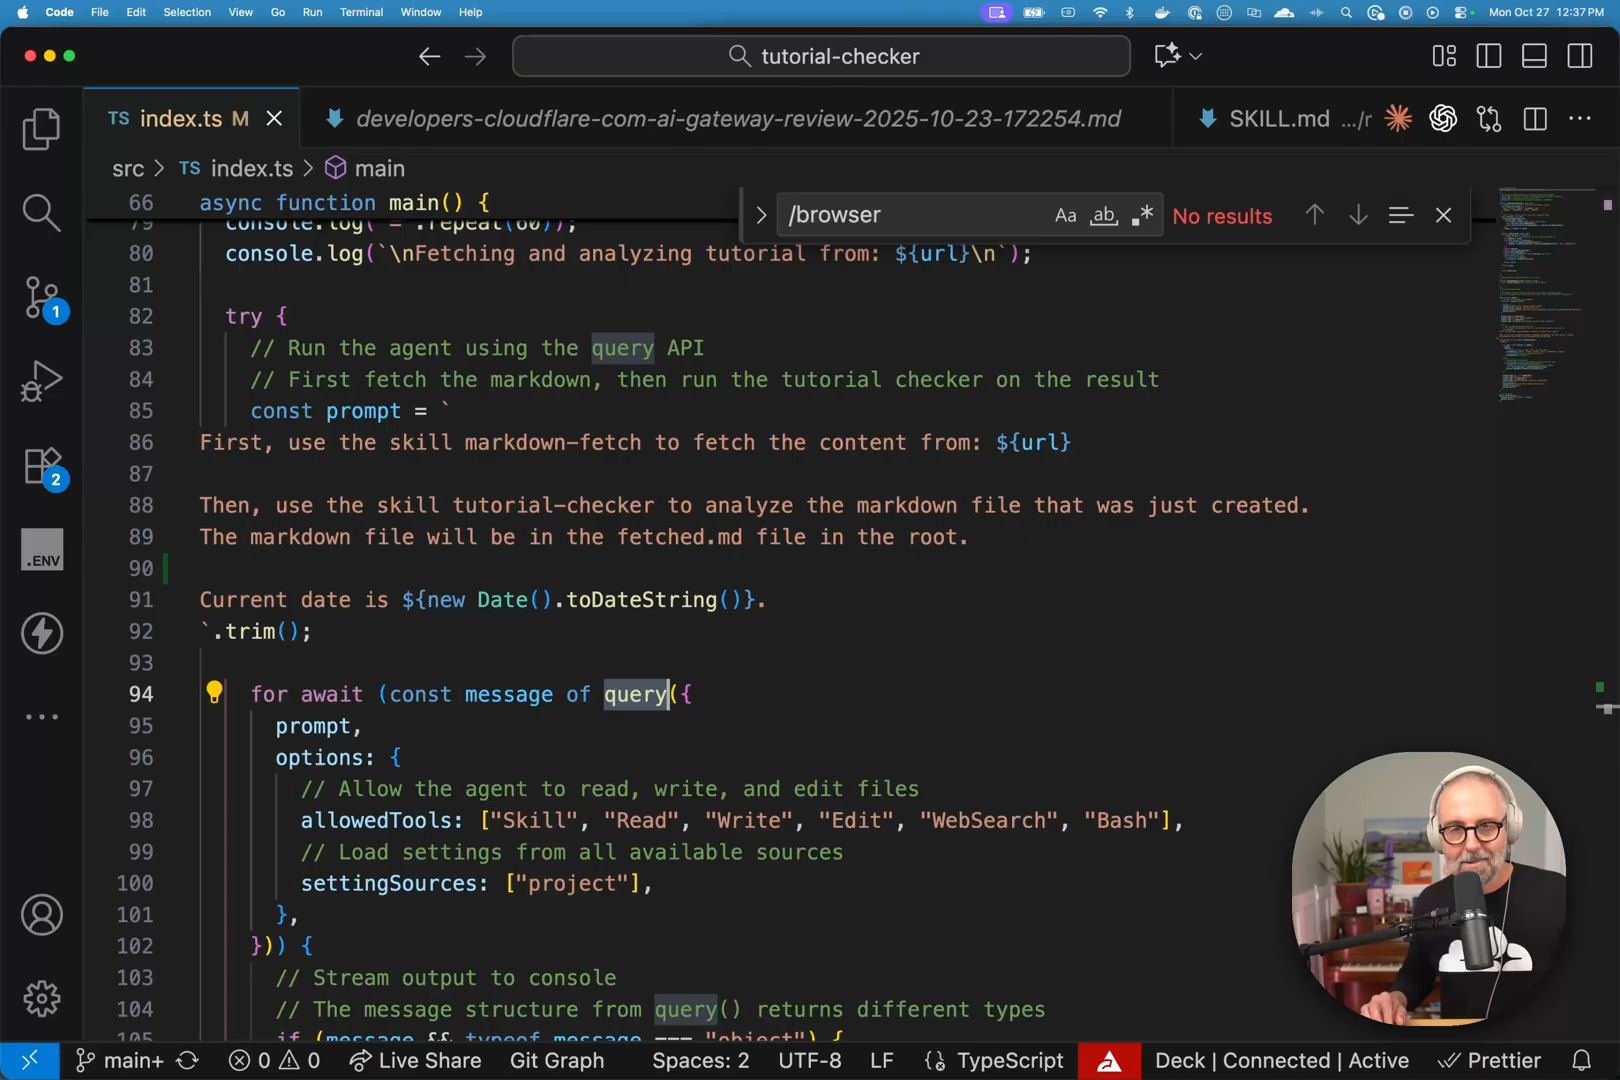 Code File Edit Selection View Go Run Terminal Window Help Mon Oct 27 12:37 PM
tutorial-checker
TS index.ts M developers-cloudflare-com-ai-gateway-review-2025-10-23-172254.md SKILL.md .../r
src > TS index.ts > main
/browser Aa ab No results
66 async function main() {
79 console.log("=".repeat(60));
80 console.log(`\nFetching and analyzing tutorial from: ${url}\n`);
81
82 try {
83 // Run the agent using the query API
84 // First fetch the markdown, then run the tutorial checker on the result
85 const prompt = `
86 First, use the skill markdown-fetch to fetch the content from: ${url}
87
88 Then, use the skill tutorial-checker to analyze the markdown file that was just created.
89 The markdown file will be in the fetched.md file in the root.
90
91 Current date is ${new Date().toDateString()}.
92 `.trim();
93
94 for await (const message of query({
95 prompt,
96 options: {
97 // Allow the agent to read, write, and edit files
98 allowedTools: ["Skill", "Read", "Write", "Edit", "WebSearch", "Bash"],
99 // Load settings from all available sources
100 settingSources: ["project"],
101 },
102 })) {
103 // Stream output to console
104 // The message structure from query() returns different types
105 if (message && typeof message === "object") {
1
2
.ENV
main+ 0 0 Live Share Git Graph Spaces: 2 UTF-8 LF TypeScript Deck | Connected | Active Prettier